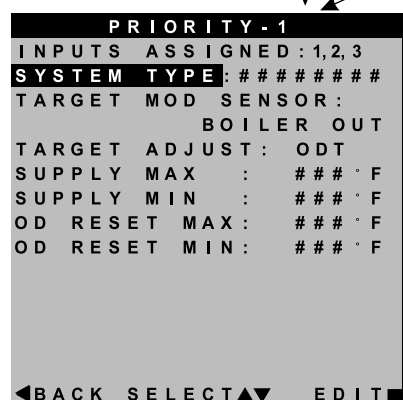 PRIORITY-1
INPUTS ASSIGNED:1,2,3
SYSTEM TYPE:########
TARGET MOD SENSOR:
BOILER OUT
TARGET ADJUST: ODT
SUPPLY MAX : ###°F
SUPPLY MIN : ###°F
OD RESET MAX: ###°F
OD RESET MIN: ###°F
◀BACK SELECT▲▼ EDIT■